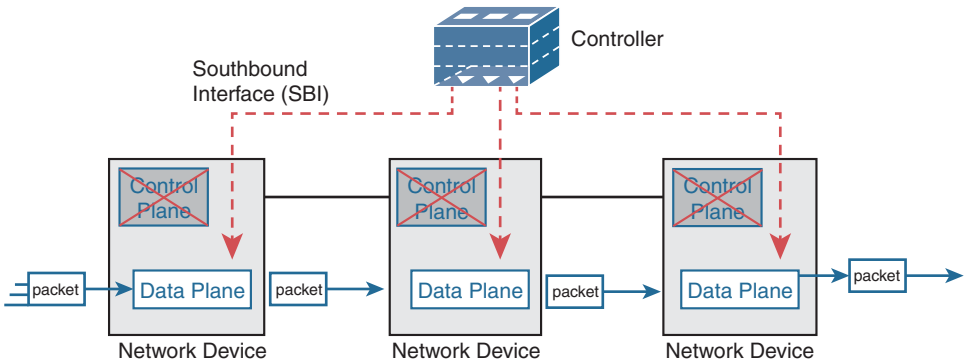 Controller
Southbound
Interface (SBI)
Control
Plane
Control
Plane
Control
Plane
packet
Data Plane
packet
Data Plane
packet
Data Plane
packet
Network Device
Network Device
Network Device